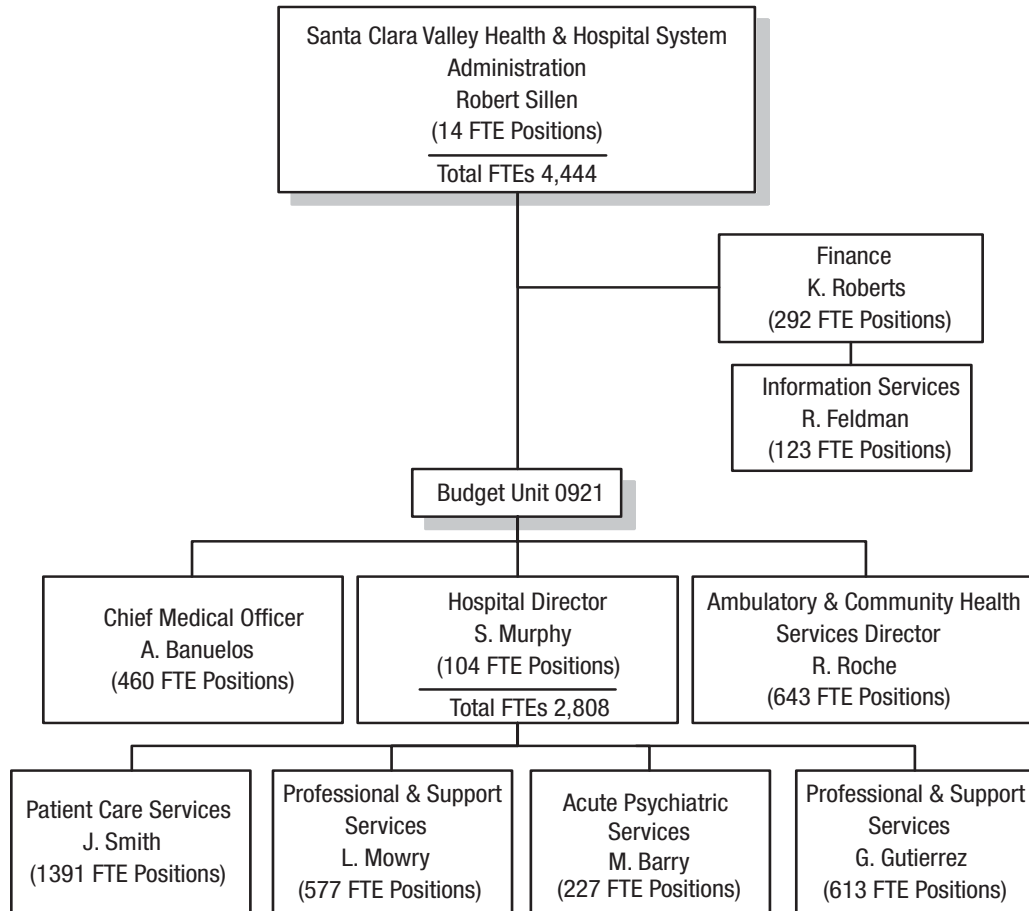 Santa Clara Valley Health & Hospital System
Administration
Robert Sillen
(14 FTE Positions)
Total FTEs 4,444
Finance
K. Roberts
(292 FTE Positions)
Information Services
R. Feldman
(123 FTE Positions)
Budget Unit 0921
Chief Medical Officer
A. Banuelos
(460 FTE Positions)
Hospital Director
S. Murphy
(104 FTE Positions)
Total FTEs 2,808
Ambulatory & Community Health
Services Director
R. Roche
(643 FTE Positions)
Patient Care Services
J. Smith
(1391 FTE Positions)
Professional & Support
Services
L. Mowry
(577 FTE Positions)
Acute Psychiatric
Services
M. Barry
(227 FTE Positions)
Professional & Support
Services
G. Gutierrez
(613 FTE Positions)